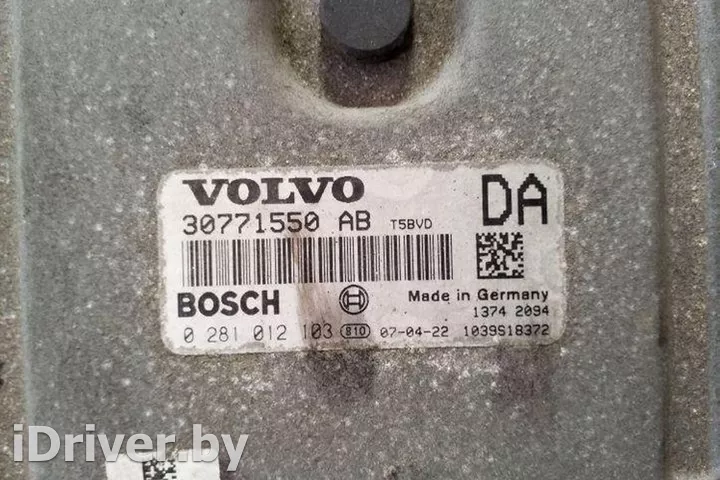 VOLVO
30771550 AB T5BVD
DA
BOSCH
Made in Germany
1374 2094
0 281 012 103 810 07-04-22 1039S18372
iDriver.by